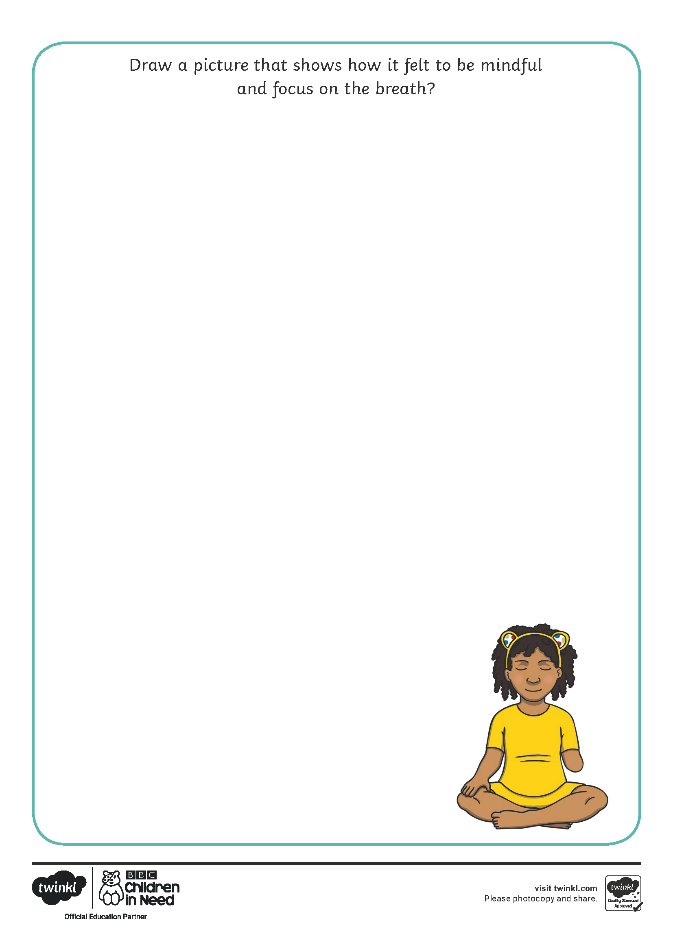 Draw a picture that shows how it felt to be mindful
and focus on the breath?
twinkl
BBC
Children
in Need
Official Education Partner
visit twinkl.com
Please photocopy and share.
twinkl
Quality Standard
Approved